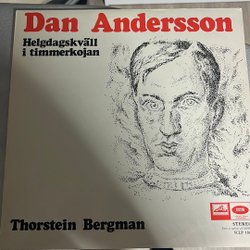 Dan Andersson
Helgdagskväll
i timmerkojan
Thorstein Bergman
STEREO